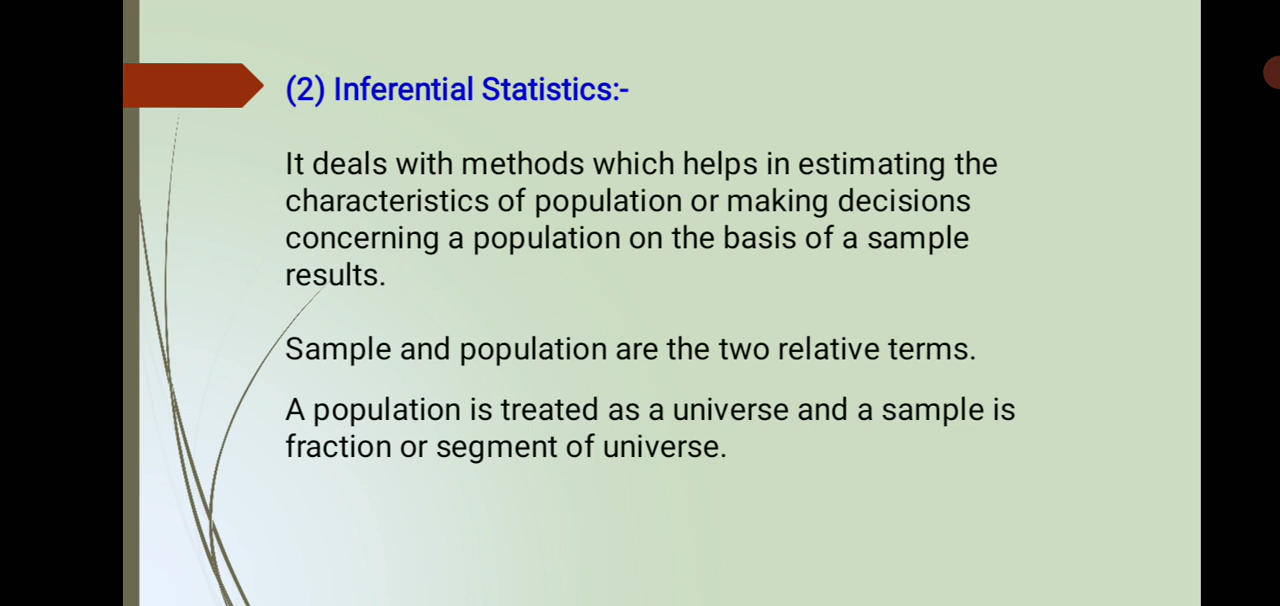 (2) Inferential Statistics:-
It deals with methods which helps in estimating the
characteristics of population or making decisions
concerning a population on the basis of a sample
results.
Sample and population are the two relative terms.
A population is treated as a universe and a sample is
fraction or segment of universe.